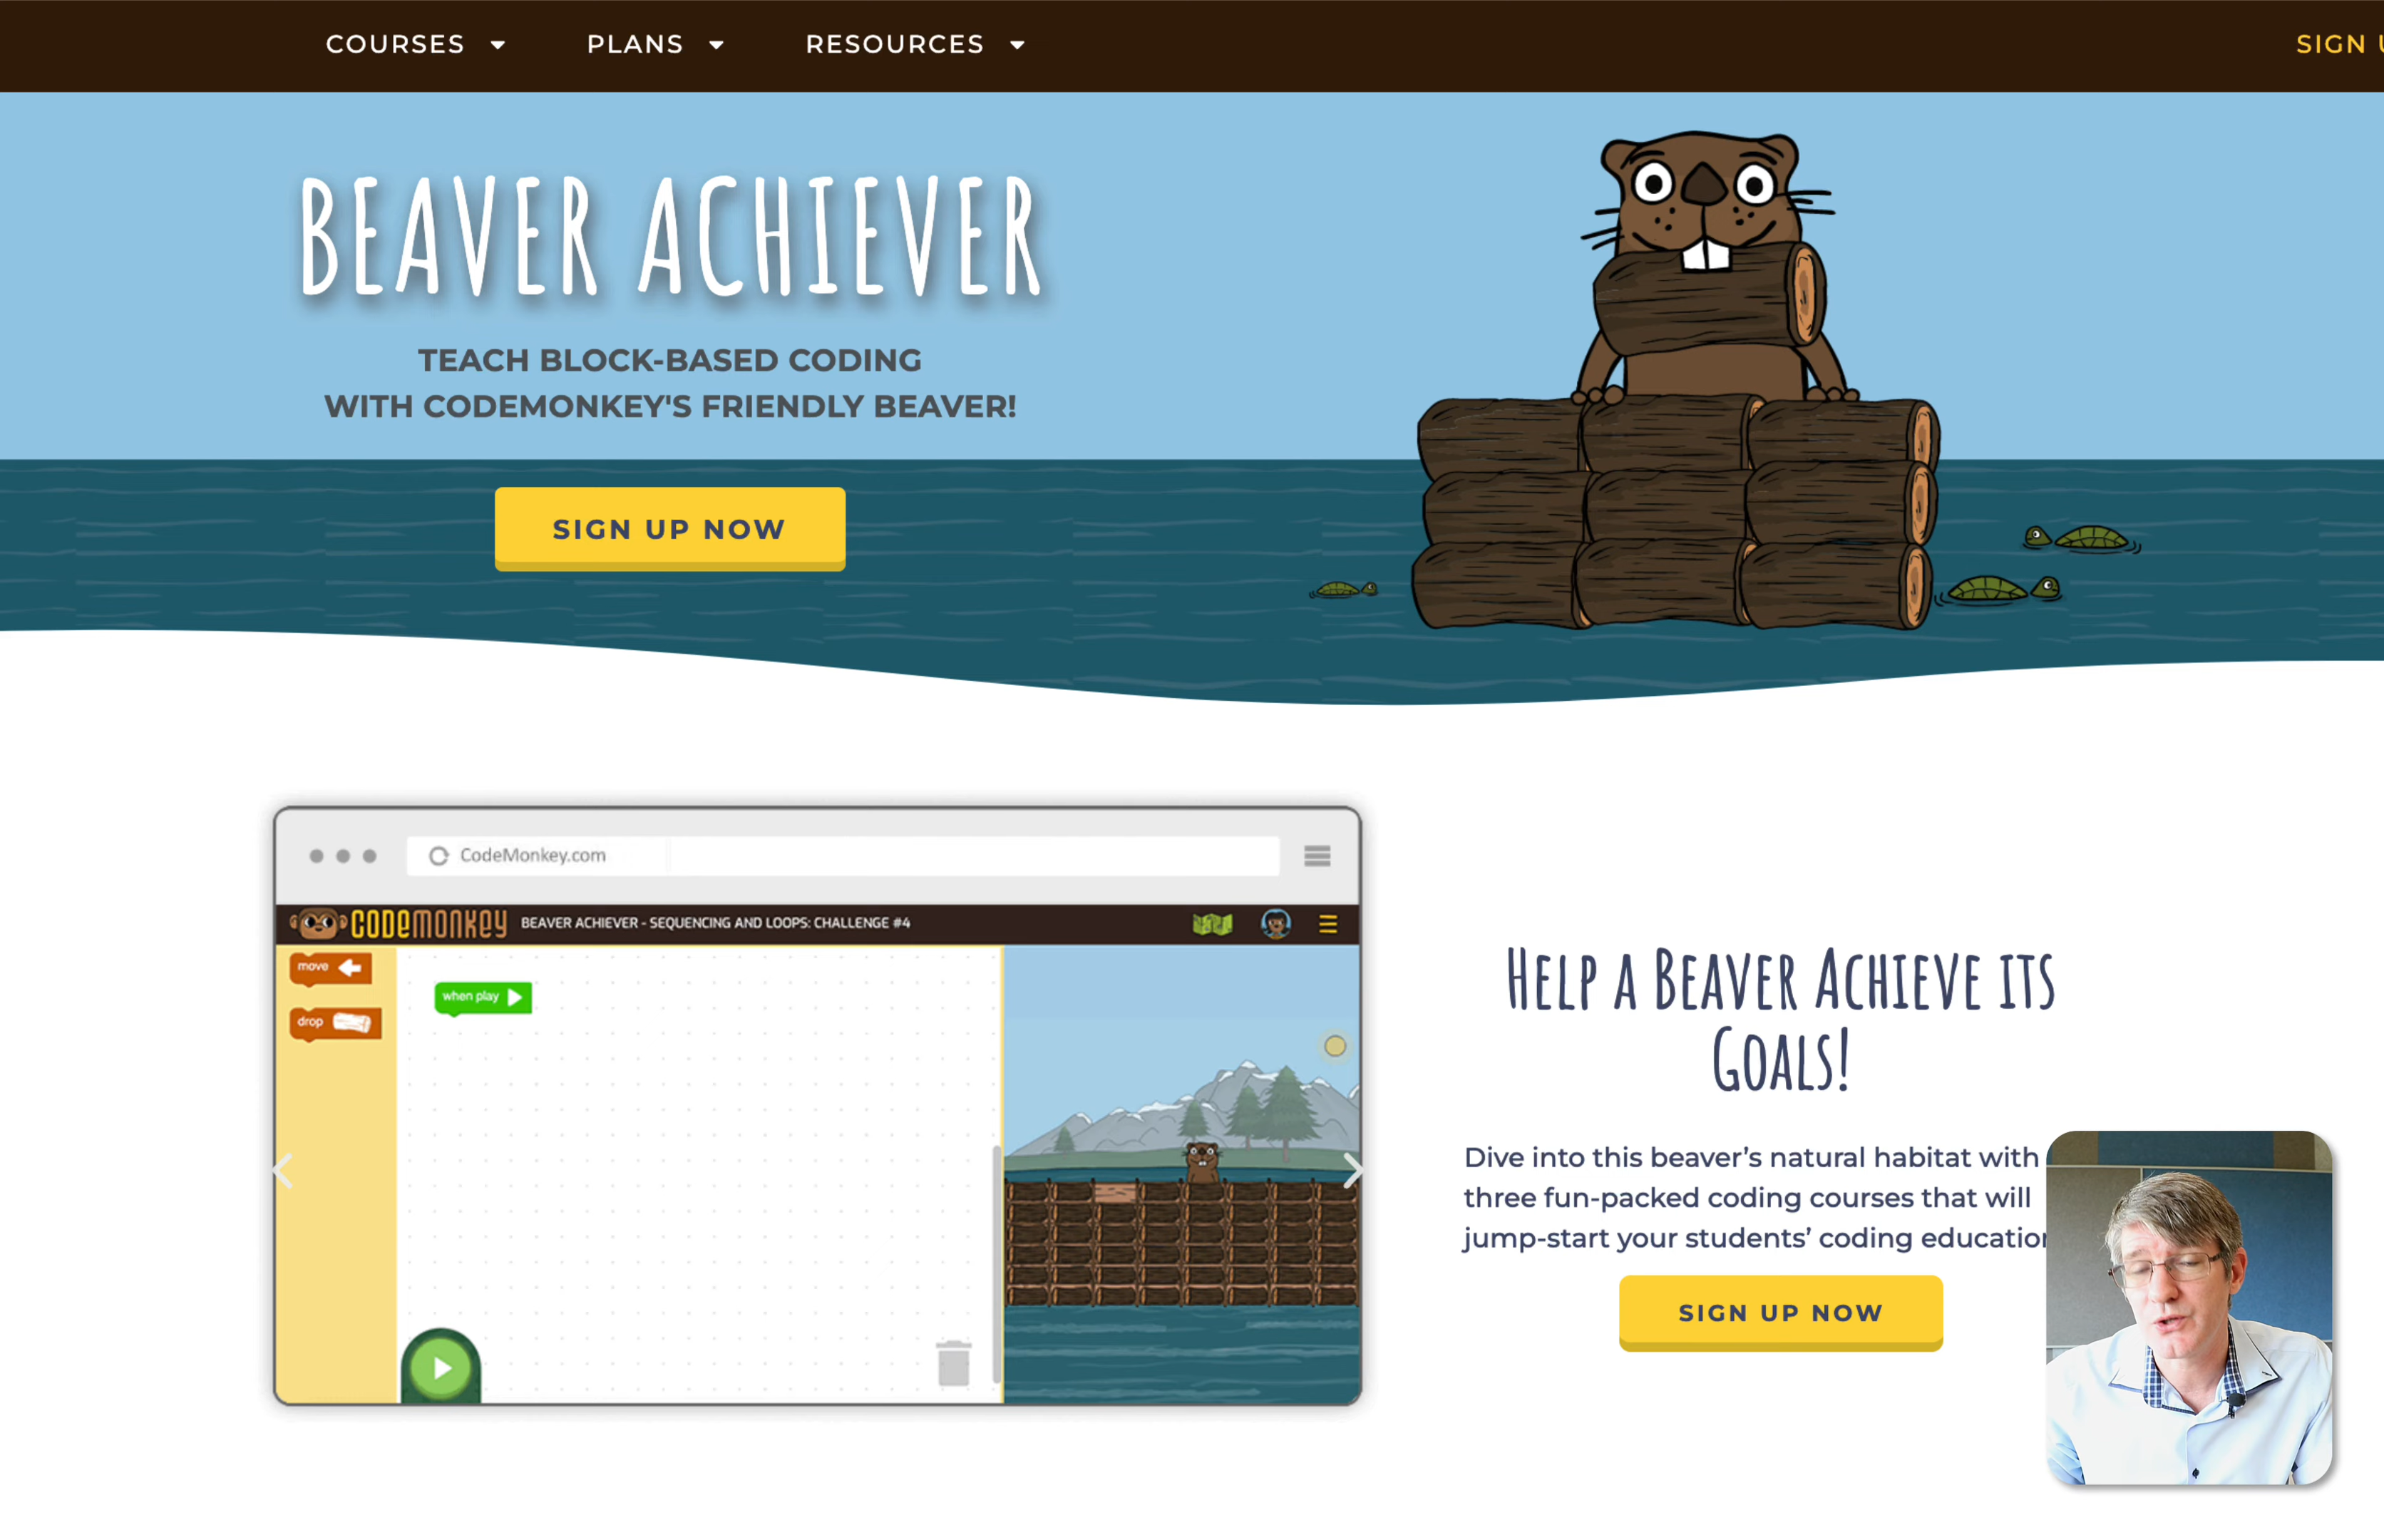 COURSES
PLANS
RESOURCES
SIGN
BEAVER ACHIEVER
TEACH BLOCK-BASED CODING
WITH CODEMONKEY'S FRIENDLY BEAVER!
SIGN UP NOW
CodeMonkey.com
CODEMONKEY
BEAVER ACHIEVER - SEQUENCING AND LOOPS: CHALLENGE #4
move
drop
when play
HELP A BEAVER ACHIEVE ITS
GOALS!
Dive into this beaver’s natural habitat with
three fun-packed coding courses that will
jump-start your students’ coding
SIGN UP NOW